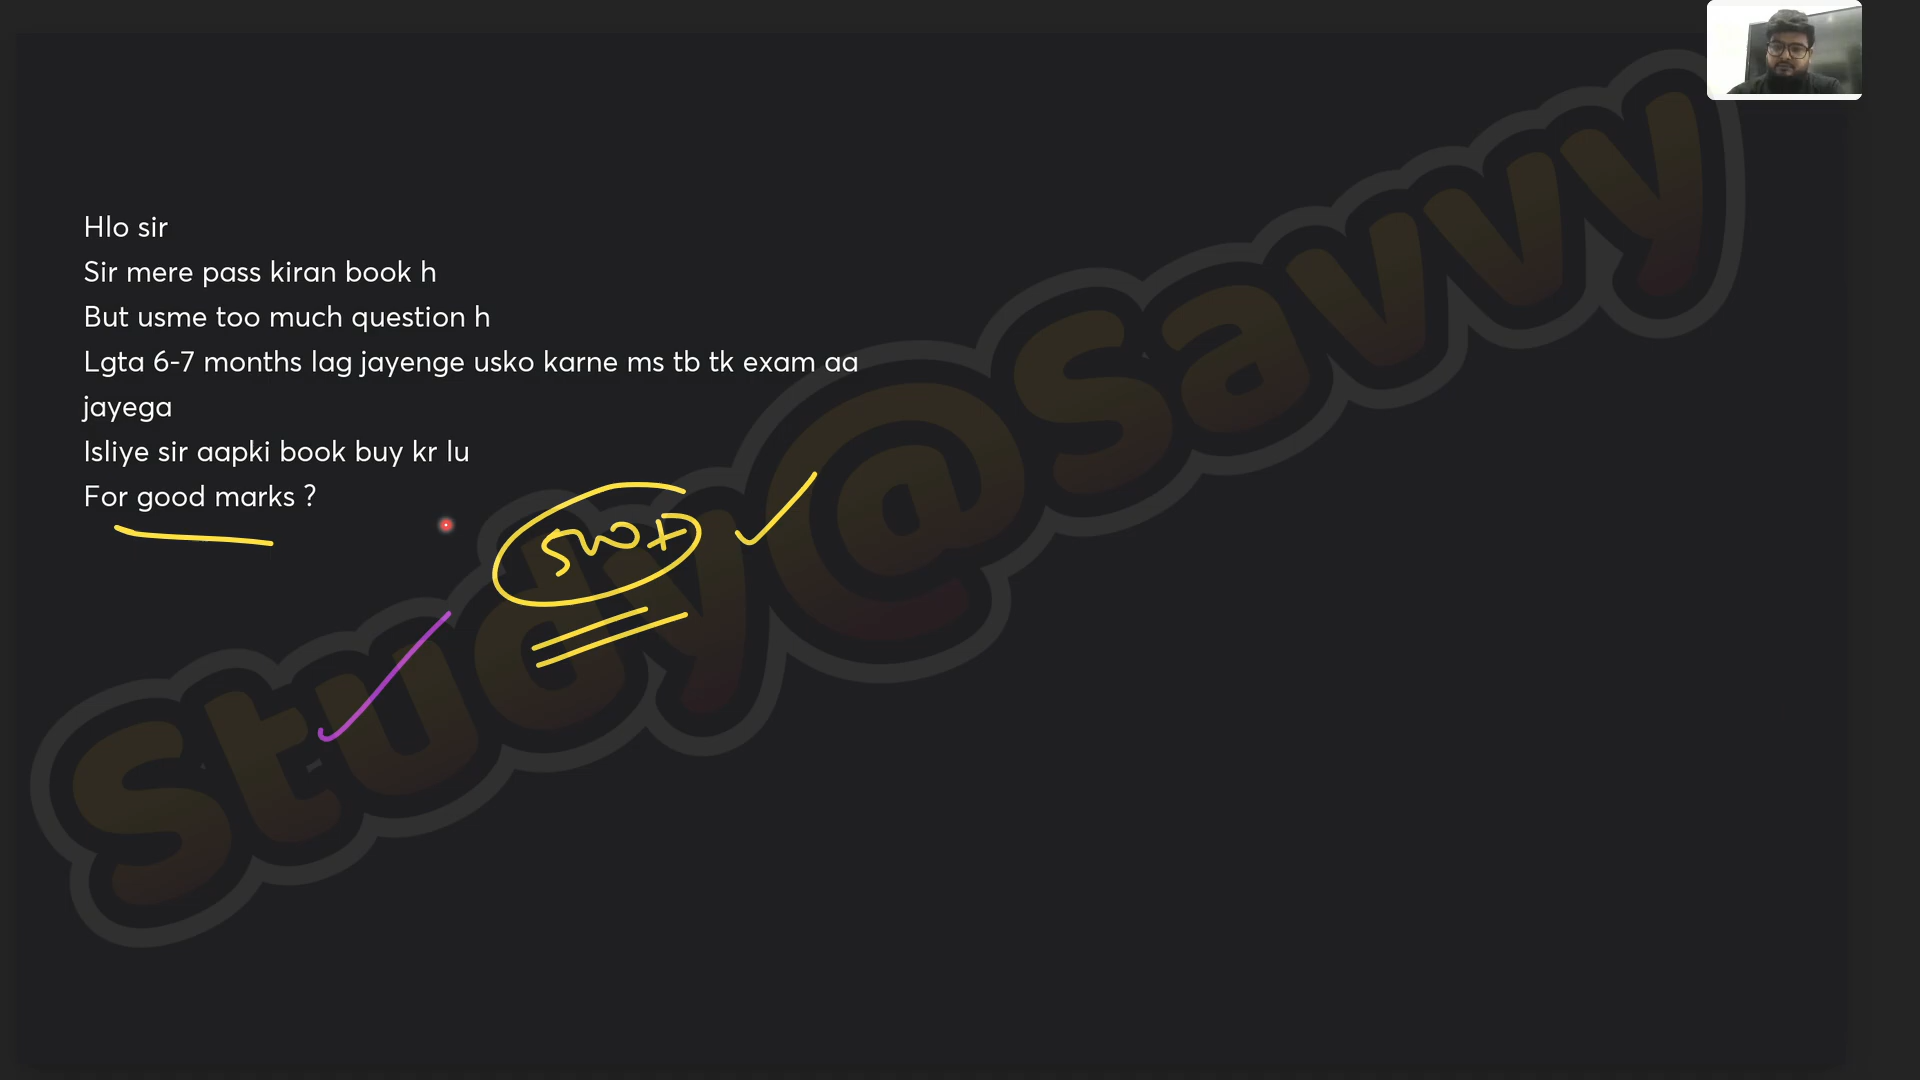 Hlo sir
Sir mere pass kiran book h
But usme too much question h
Lgta 6-7 months lag jayenge usko karne ms tb tk exam aa
jayega
Isliye sir aapki book buy kr lu
For good marks ?
Study@Savvy